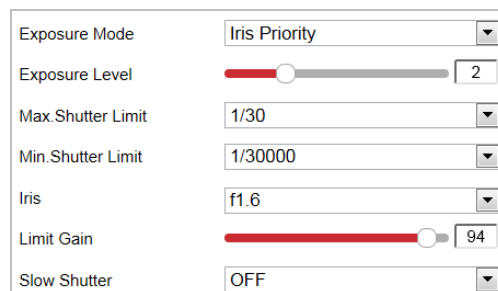 Exposure Mode Iris Priority
Exposure Level 2
Max.Shutter Limit 1/30
Min.Shutter Limit 1/30000
Iris f1.6
Limit Gain 94
Slow Shutter OFF